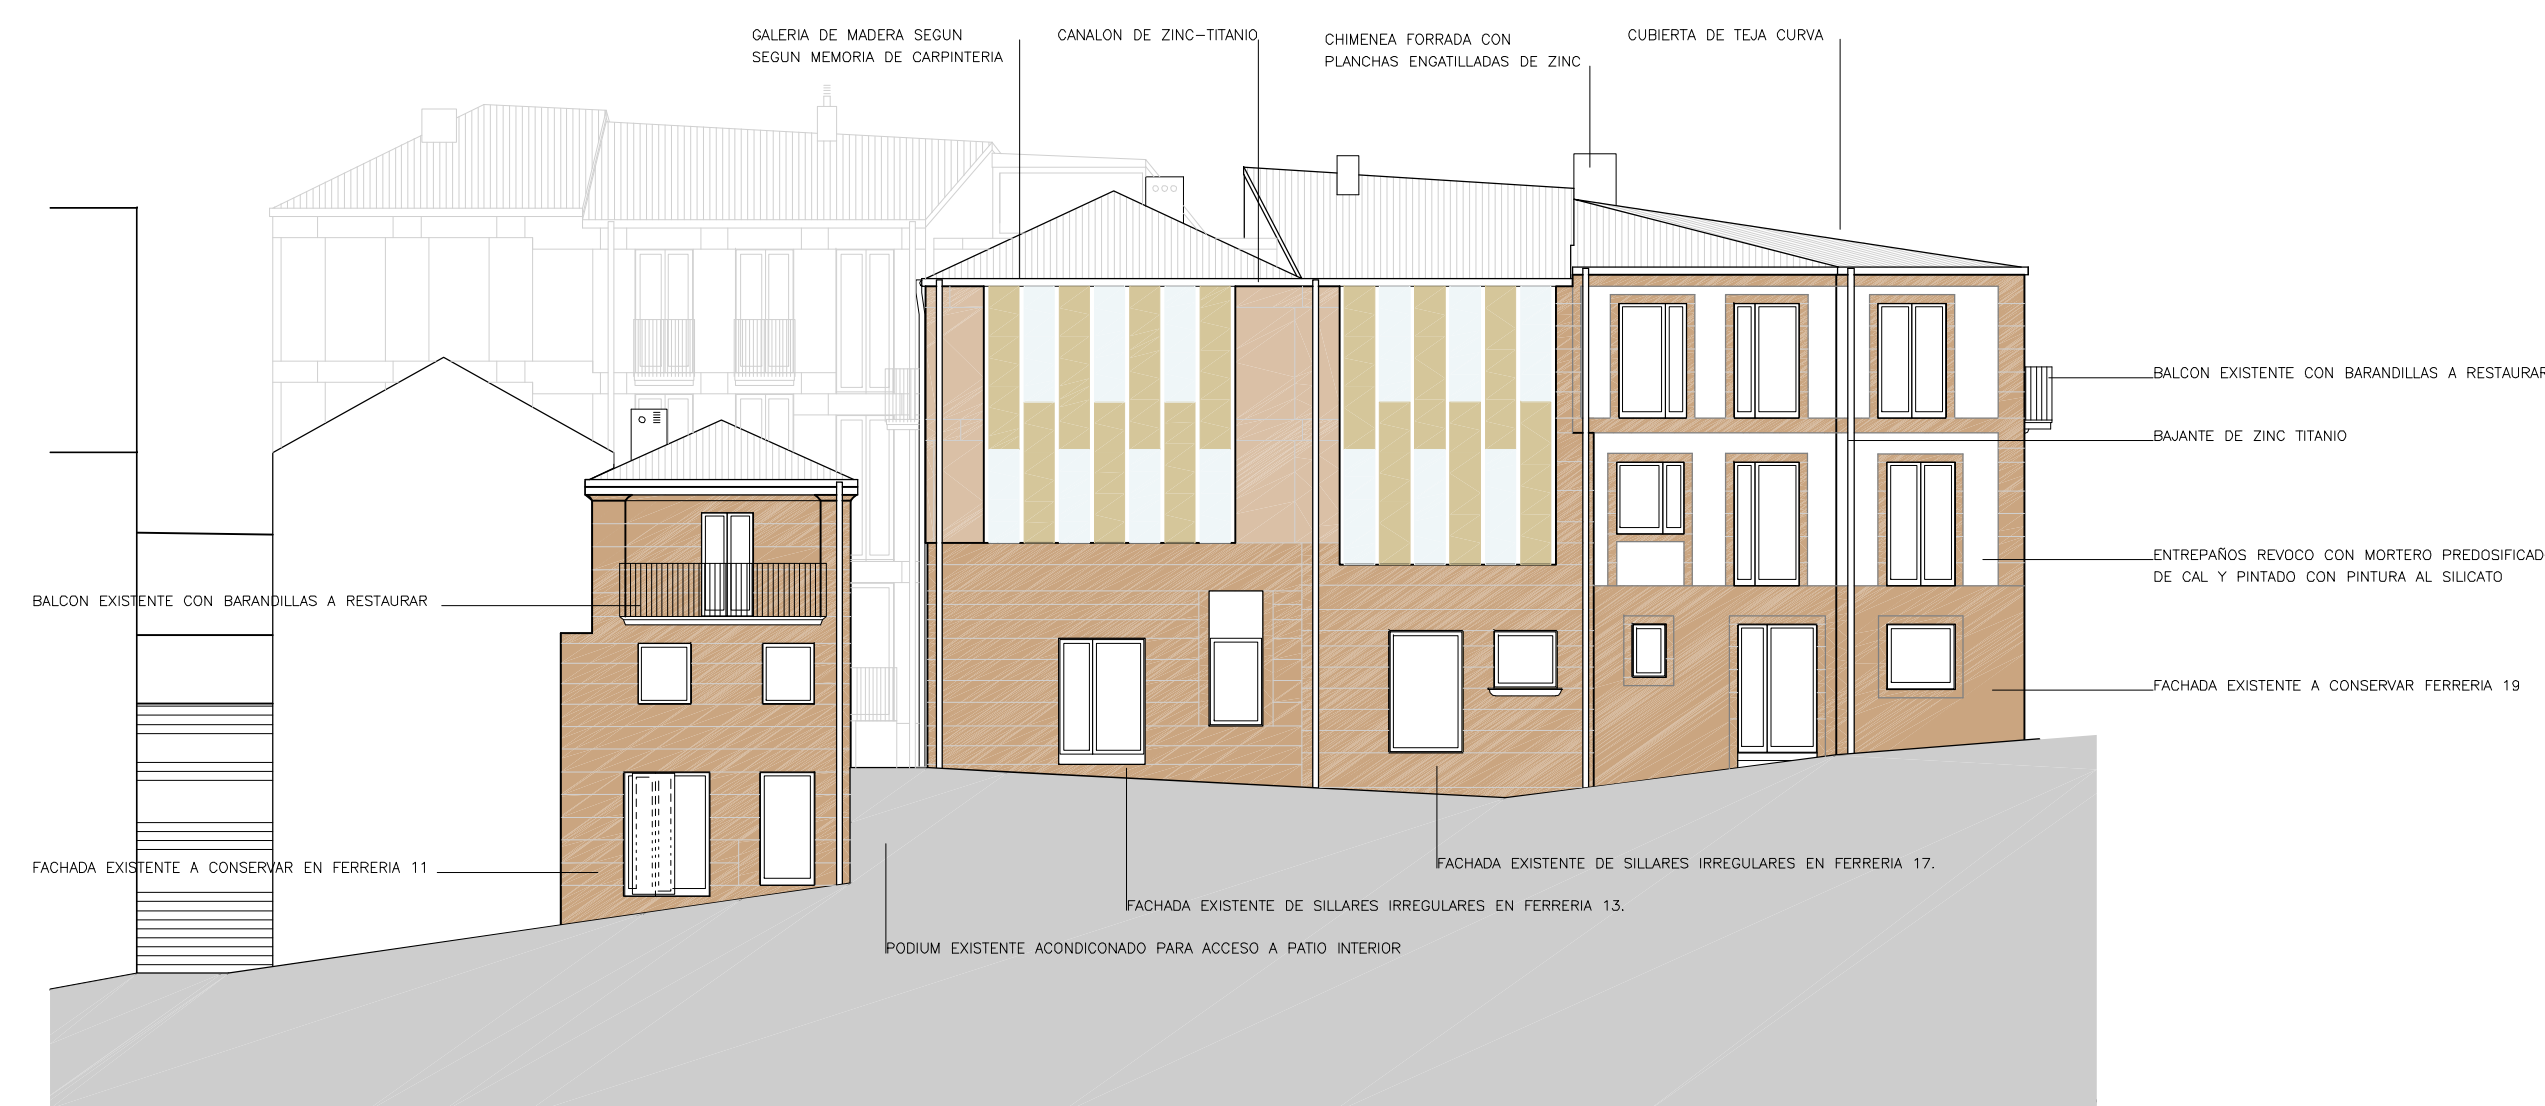 GALERIA DE MADERA SEGUN
SEGUN MEMORIA DE CARPINTERIA
CANALON DE ZINC-TITANIO
CHIMENEA FORRADA CON
PLANCHAS ENGATILLADAS DE ZINC
CUBIERTA DE TEJA CURVA
BALCON EXISTENTE CON BARANDILLAS A RESTAURAR
BAJANTE DE ZINC TITANIO
ENTREPAÑOS REVOCO CON MORTERO PREDOSIFICAD
DE CAL Y PINTADO CON PINTURA AL SILICATO
BALCON EXISTENTE CON BARANDILLAS A RESTAURAR
FACHADA EXISTENTE A CONSERVAR FERRERIA 19
FACHADA EXISTENTE A CONSERVAR EN FERRERIA 11
FACHADA EXISTENTE DE SILLARES IRREGULARES EN FERRERIA 17.
FACHADA EXISTENTE DE SILLARES IRREGULARES EN FERRERIA 13.
PODIUM EXISTENTE ACONDICONADO PARA ACCESO A PATIO INTERIOR